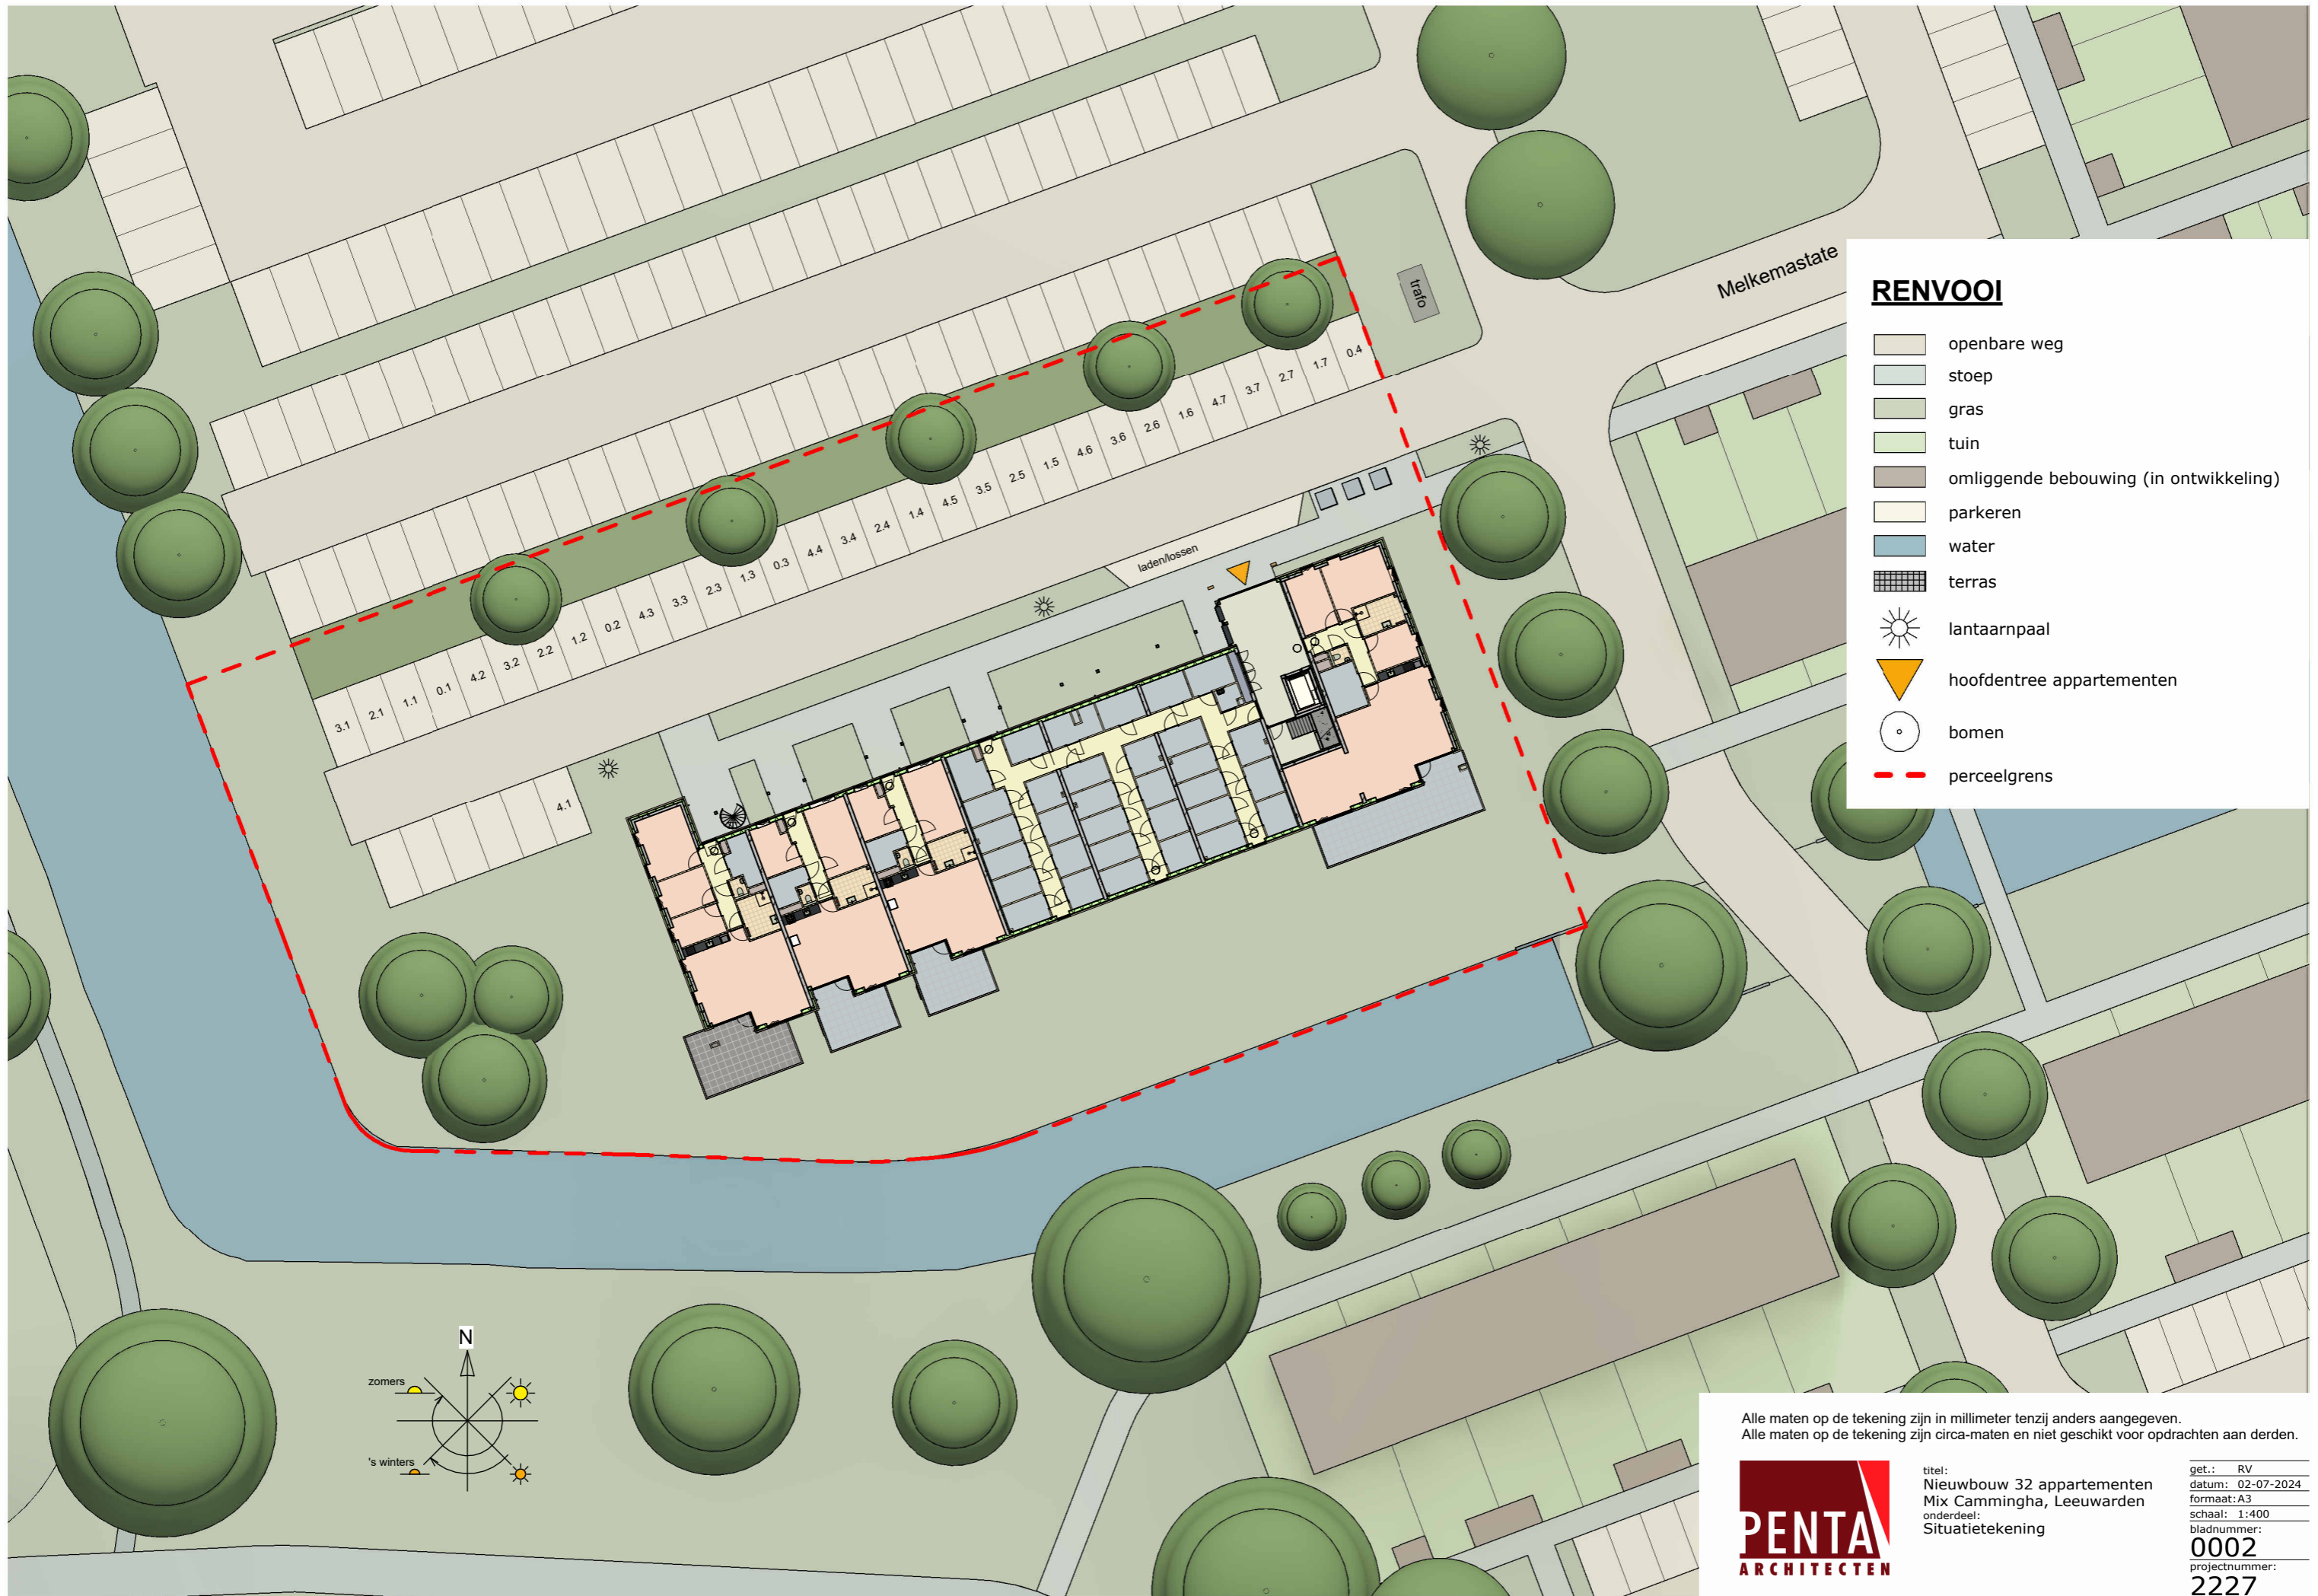 Melkemastate
trafo
0.4
1.7
2.7
3.7
4.7
1.6
2.6
3.6
4.6
1.5
2.5
3.5
4.5
1.4
2.4
3.4
4.4
0.3
1.3
2.3
3.3
4.3
0.2
1.2
2.2
3.2
4.2
0.1
1.1
2.1
3.1
4.1
laden/lossen
RENVOOI
openbare weg
stoep
gras
tuin
omliggende bebouwing (in ontwikkeling)
parkeren
water
terras
lantaarnpaal
hoofdentree appartementen
bomen
perceelgrens
N
zomers
's winters
Alle maten op de tekening zijn in millimeter tenzij anders aangegeven.
Alle maten op de tekening zijn circa-maten en niet geschikt voor opdrachten aan derden.
PENTA
ARCHITECTEN
titel:
Nieuwbouw 32 appartementen
Mix Cammingha, Leeuwarden
onderdeel:
Situatietekening
get.: RV
datum: 02-07-2024
formaat: A3
schaal: 1:400
bladnummer:
0002
projectnummer:
2227